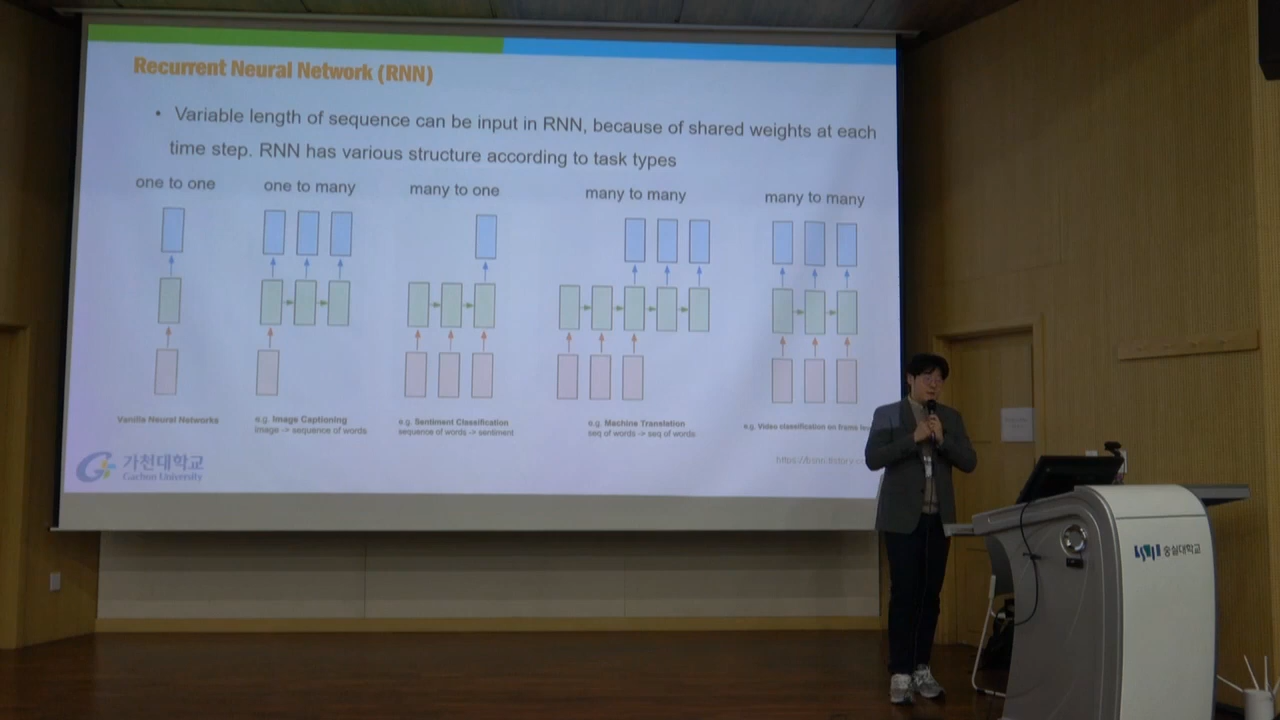 Recurrent Neural Network (RNN)
• Variable length of sequence can be input in RNN, because of shared weights at each
time step. RNN has various structure according to task types
one to one
one to many
many to one
many to many
many to many
Vanilla Neural Networks
e.g. Image Captioning
image -> sequence of words
e.g. Sentiment Classification
sequence of words -> sentiment
e.g. Machine Translation
seq of words -> seq of words
e.g. Video classification on frame
가천대학교
Gachon University
숭실대학교